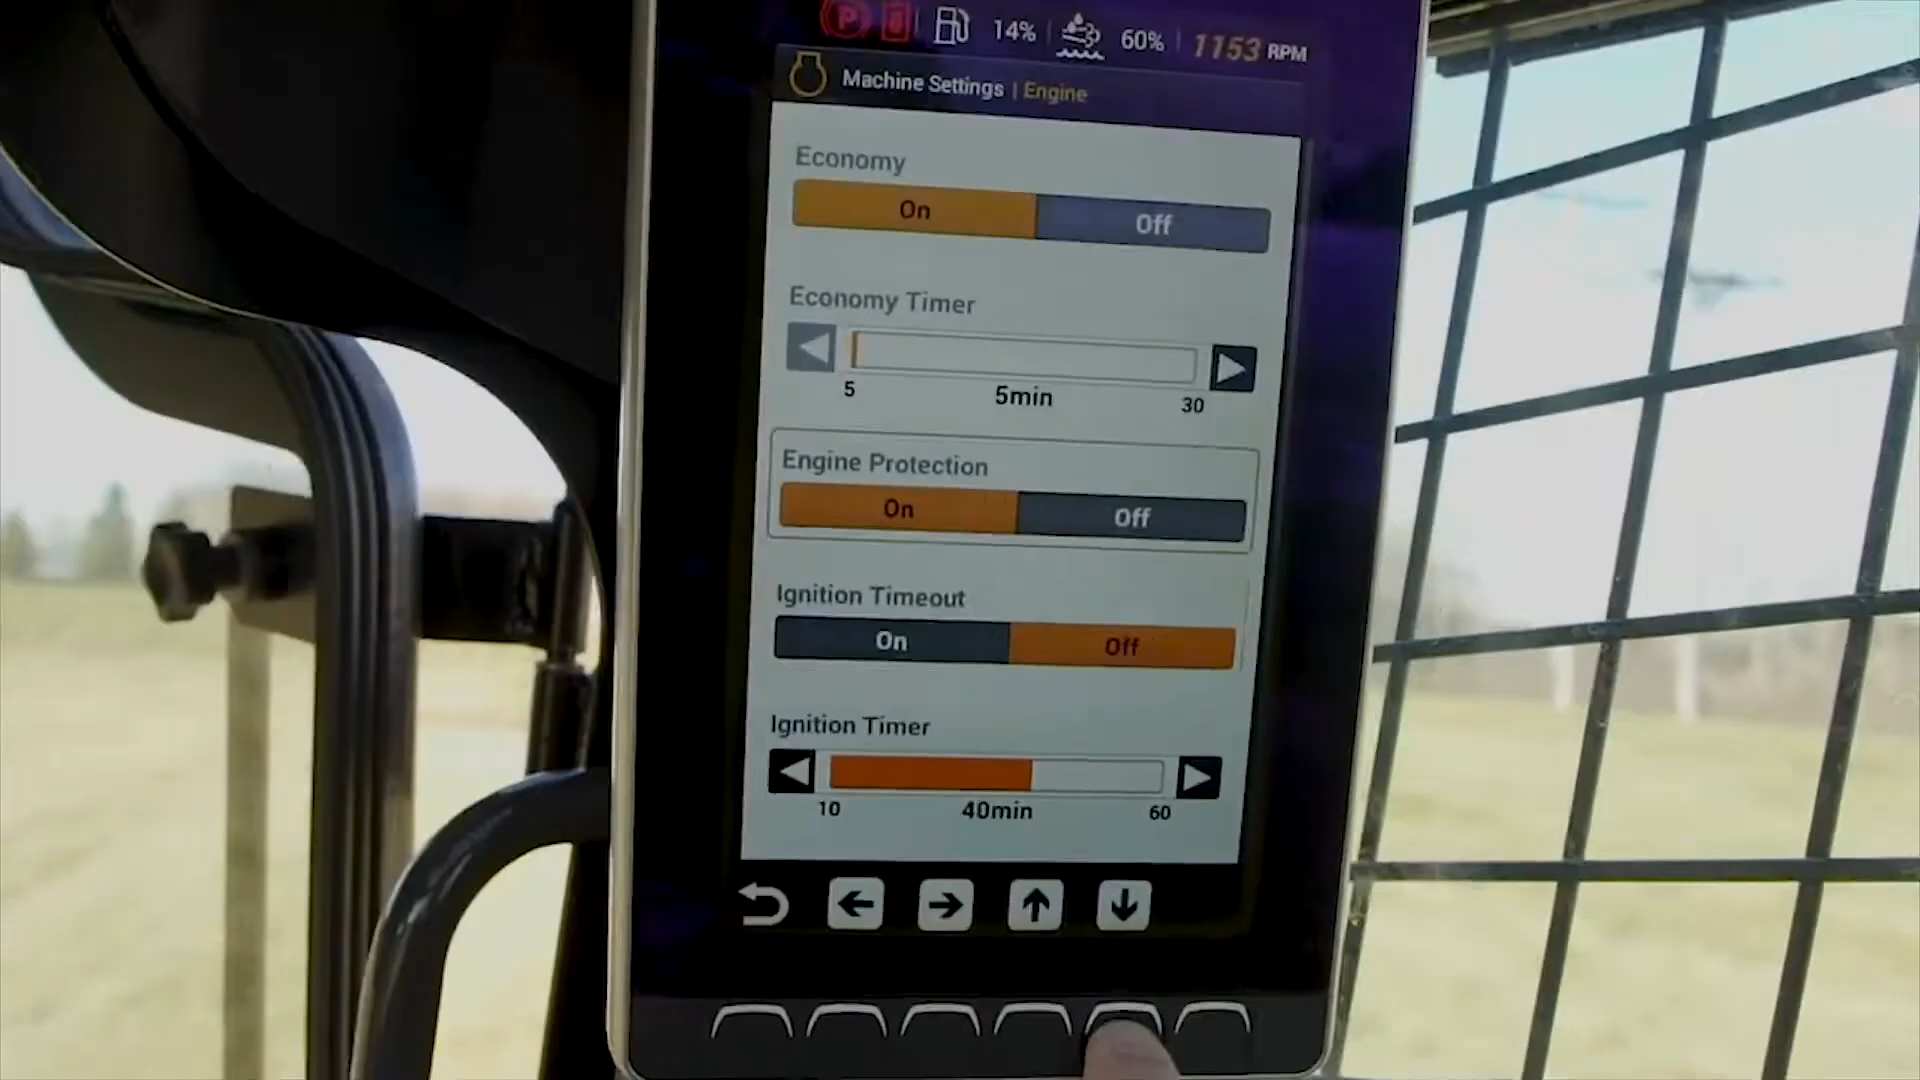 P 14% 60% 1153 RPM
Machine Settings | Engine
Economy
On Off
Economy Timer
5 5min 30
Engine Protection
On Off
Ignition Timeout
On Off
Ignition Timer
10 40min 60